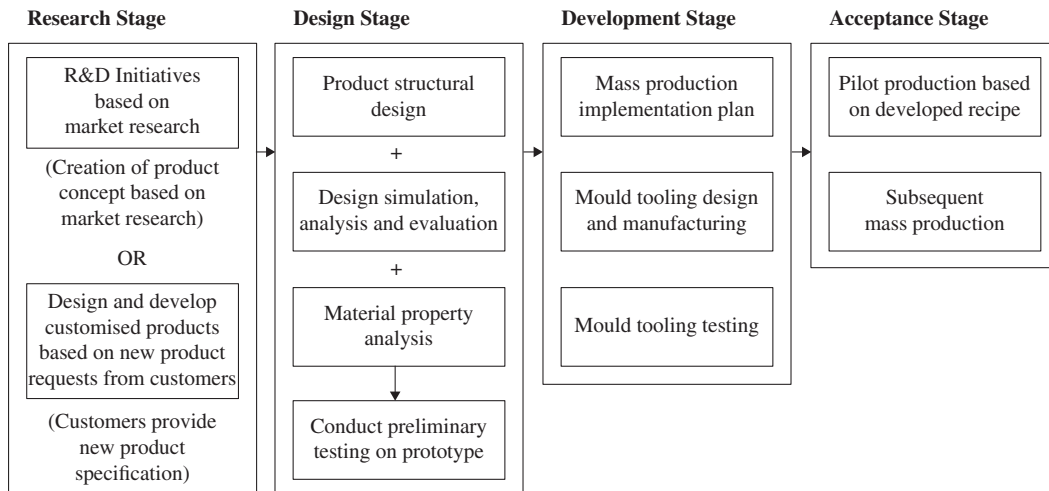 Research Stage
R&D Initiatives
based on
market research
(Creation of product
concept based on
market research)
OR
Design and develop
customised products
based on new product
requests from customers
(Customers provide
new product
specification)
Design Stage
Product structural
design
+
Design simulation,
analysis and evaluation
+
Material property
analysis
Conduct preliminary
testing on prototype
Development Stage
Mass production
implementation plan
Mould tooling design
and manufacturing
Mould tooling testing
Acceptance Stage
Pilot production based
on developed recipe
Subsequent
mass production